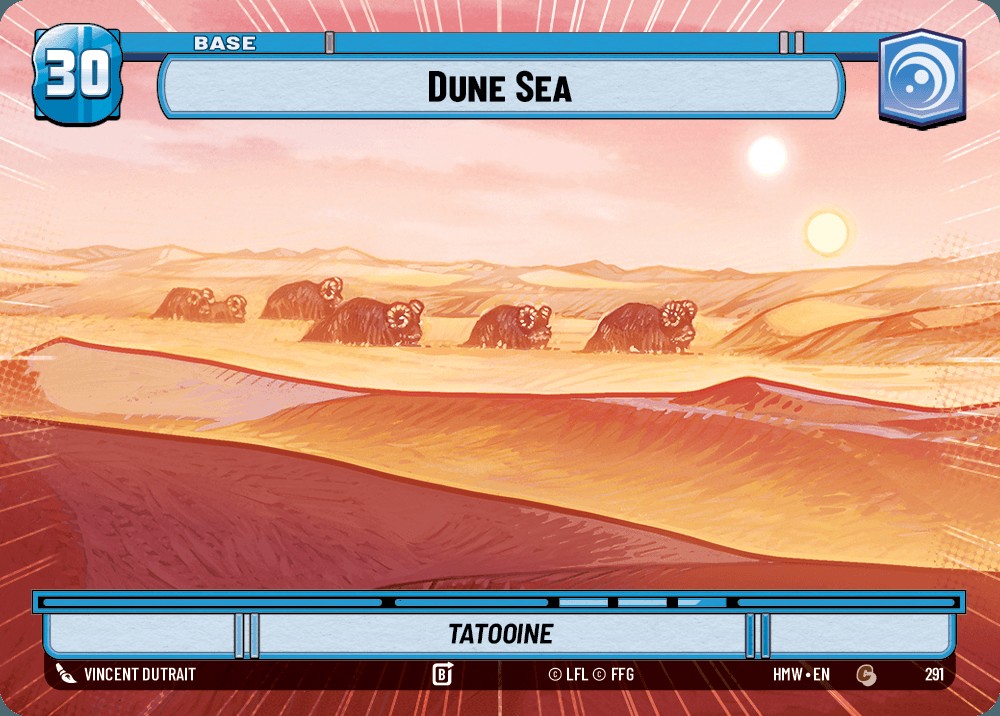 30
BASE
DUNE SEA
TATOOINE
VINCENT DUTRAIT
B
© LFL © FFG
HMW • EN
291